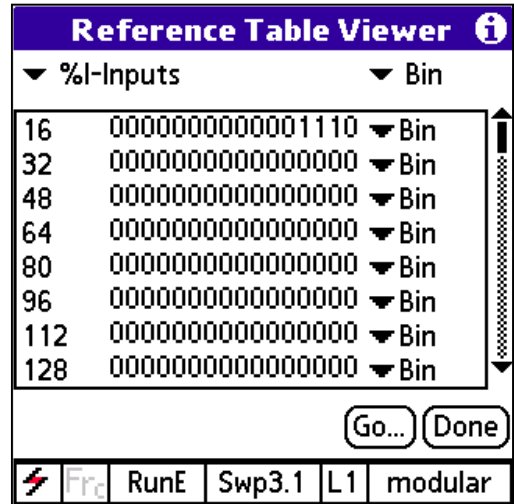 Reference Table Viewer i
%I-Inputs Bin
16 0000000000001110 Bin
32 0000000000000000 Bin
48 0000000000000000 Bin
64 0000000000000000 Bin
80 0000000000000000 Bin
96 0000000000000000 Bin
112 0000000000000000 Bin
128 0000000000000000 Bin
Go... Done
Frc RunE Swp3.1 L1 modular